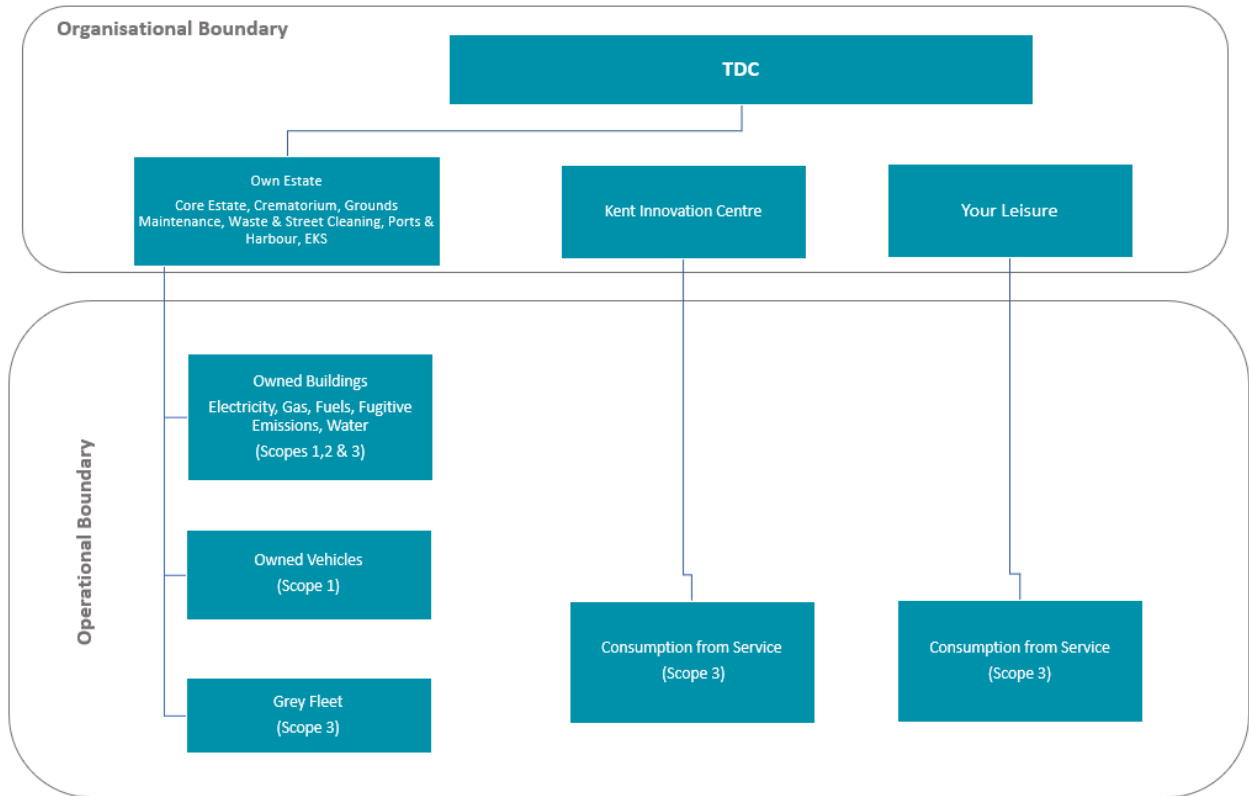 Organisational Boundary
TDC
Own Estate
Core Estate, Crematorium, Grounds
Maintenance, Waste & Street Cleaning, Ports &
Harbour, EKS
Kent Innovation Centre
Your Leisure
Operational Boundary
Owned Buildings
Electricity, Gas, Fuels, Fugitive
Emissions, Water
(Scopes 1,2 & 3)
Owned Vehicles
(Scope 1)
Grey Fleet
(Scope 3)
Consumption from Service
(Scope 3)
Consumption from Service
(Scope 3)